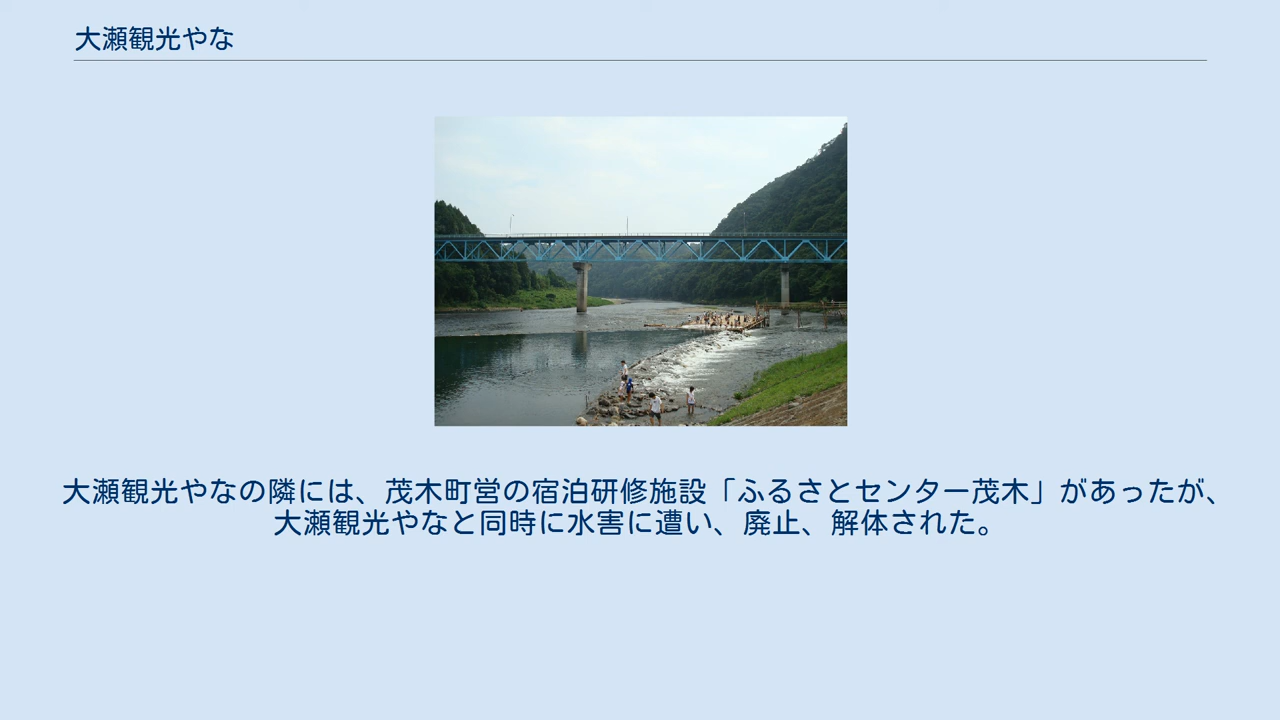 大瀬観光やな
大瀬観光やなの隣には、茂木町営の宿泊研修施設「ふるさとセンター茂木」があったが、
大瀬観光やなと同時に水害に遭い、廃止、解体された。